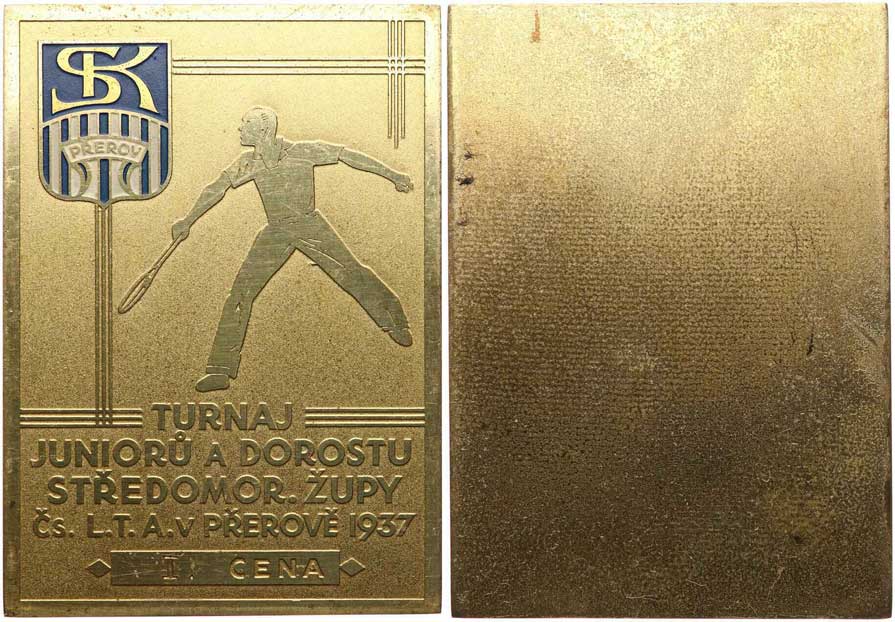 SK
PŘEROV
TURNAJ
JUNIORŮ A DOROSTU
STŘEDOMOR. ŽUPY
Čs. L.T.A. v PŘEROVĚ 1937
I. CENA